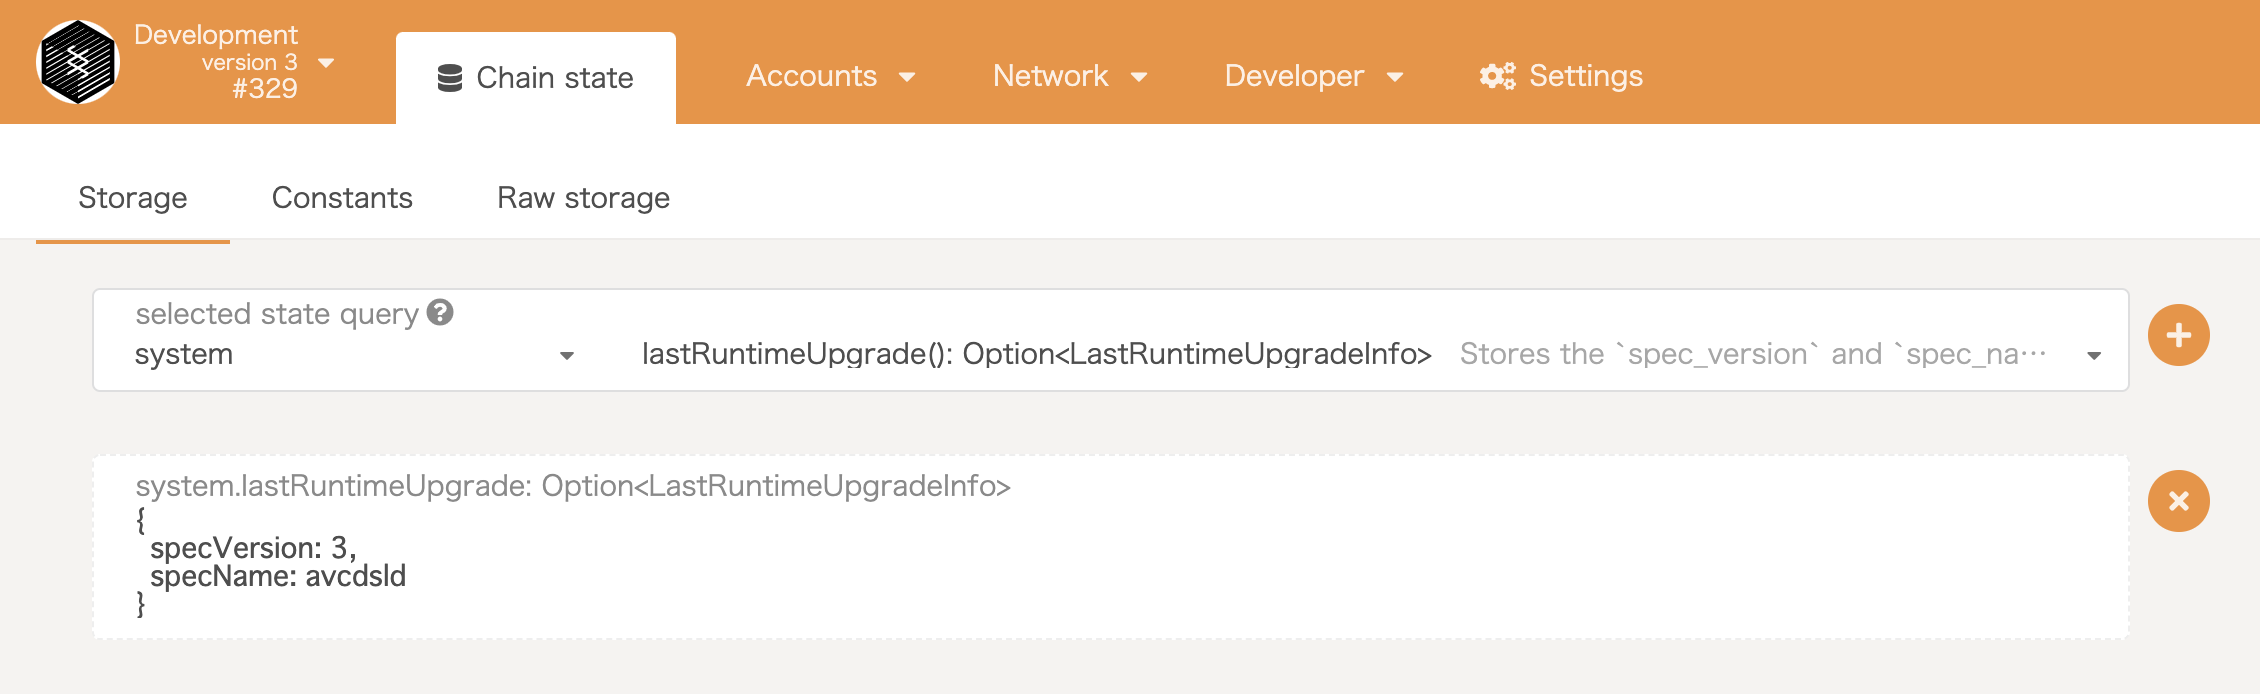 Development
version 3
#329
Chain state
Accounts
Network
Developer
Settings
Storage
Constants
Raw storage
selected state query
system
lastRuntimeUpgrade(): Option<LastRuntimeUpgradeInfo> Stores the `spec_version` and `spec_na…
system.lastRuntimeUpgrade: Option<LastRuntimeUpgradeInfo>
{
specVersion: 3,
specName: avcdsld
}